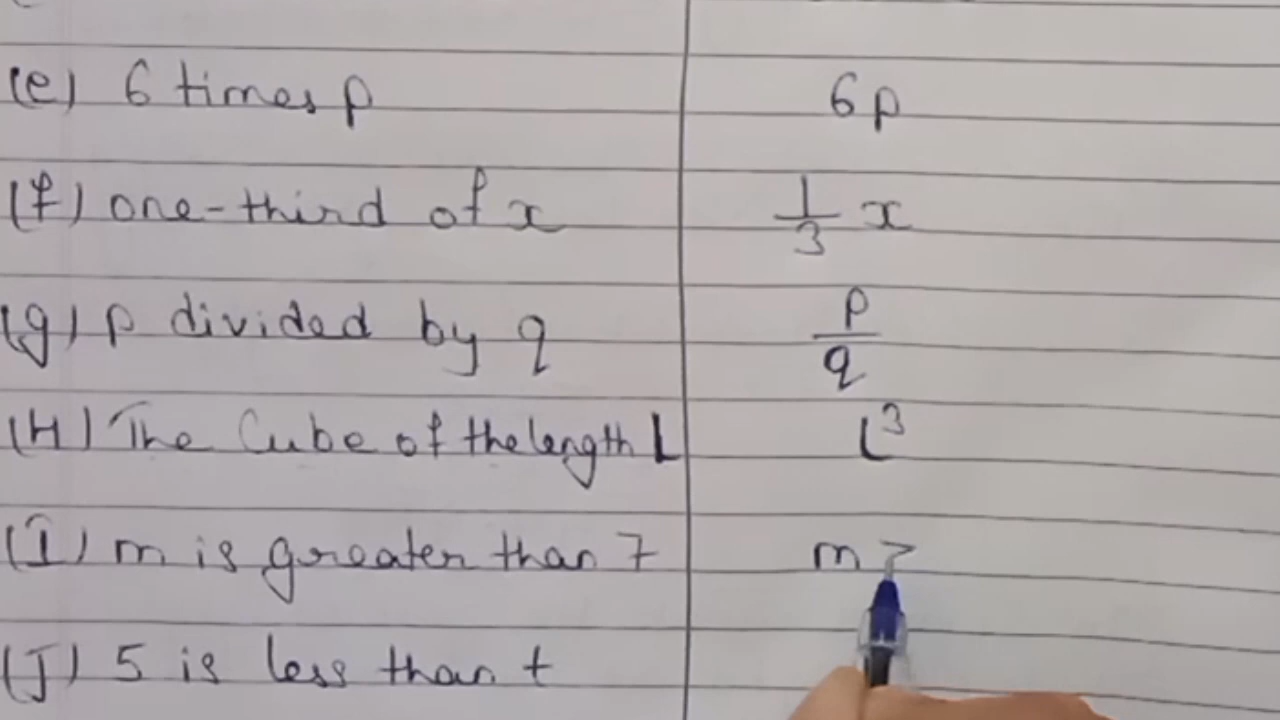 (e) 6 times p 6p
(f) one-third of x 1/3 x
(g) p divided by q p/q
(H) The Cube of the length L L³
(I) m is greater than 7 m >
(J) 5 is less than t